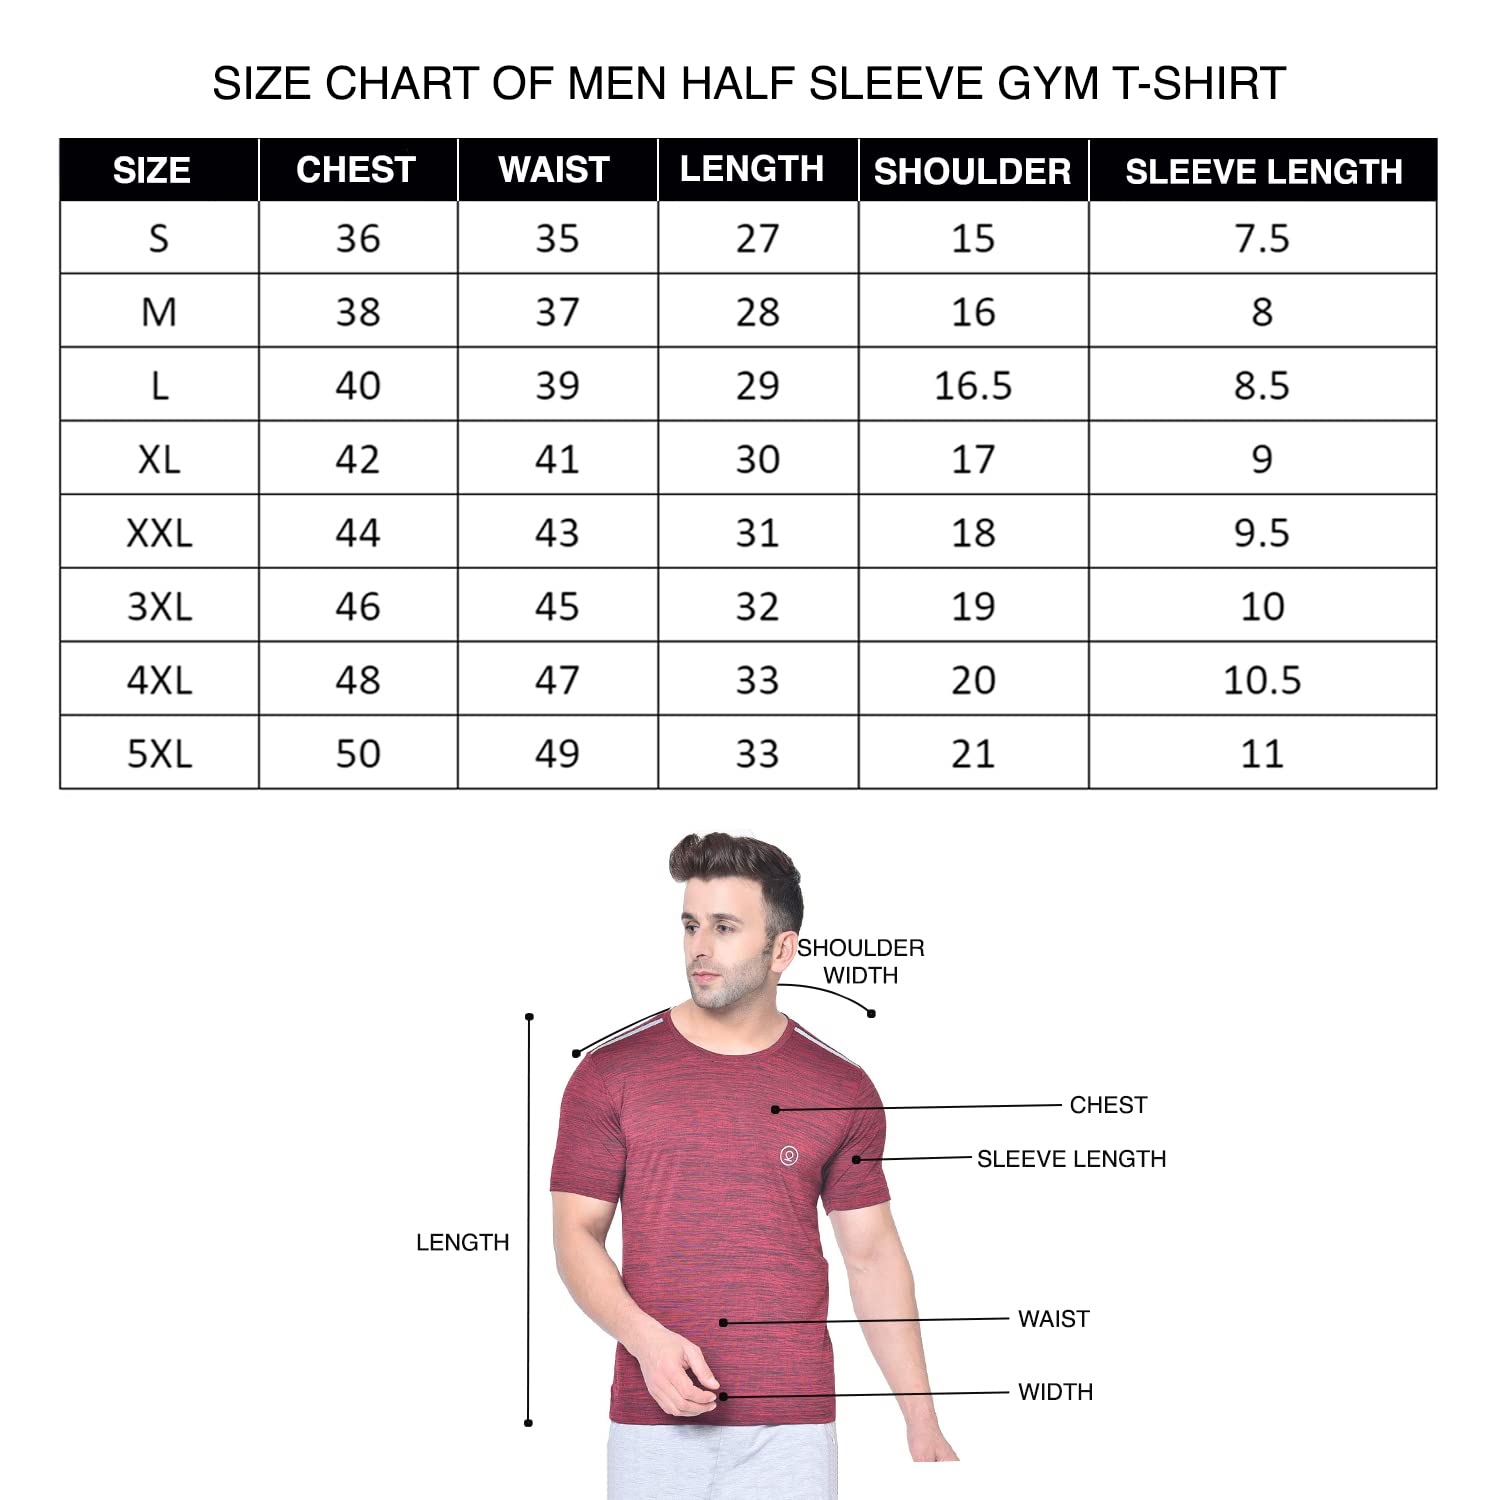 SIZE CHART OF MEN HALF SLEEVE GYM T-SHIRT
SIZE CHEST WAIST LENGTH SHOULDER SLEEVE LENGTH
S 36 35 27 15 7.5
M 38 37 28 16 8
L 40 39 29 16.5 8.5
XL 42 41 30 17 9
XXL 44 43 31 18 9.5
3XL 46 45 32 19 10
4XL 48 47 33 20 10.5
5XL 50 49 33 21 11
SHOULDER
WIDTH
CHEST
SLEEVE LENGTH
LENGTH
WAIST
WIDTH